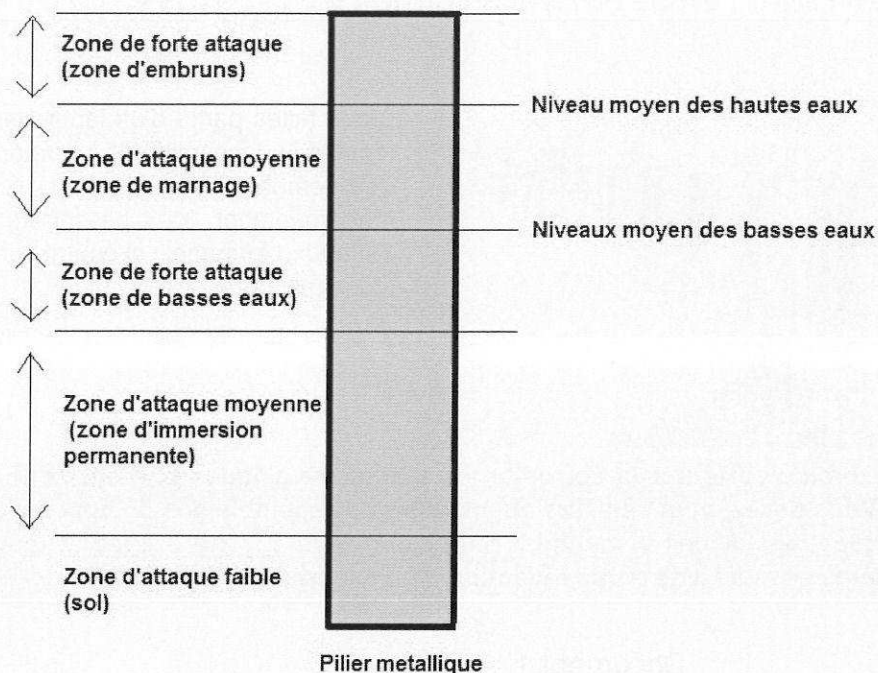 Zone de forte attaque
(zone d'embruns)
Niveau moyen des hautes eaux
Zone d'attaque moyenne
(zone de marnage)
Niveaux moyen des basses eaux
Zone de forte attaque
(zone de basses eaux)
Zone d'attaque moyenne
(zone d'immersion
permanente)
Zone d'attaque faible
(sol)
Pilier metallique